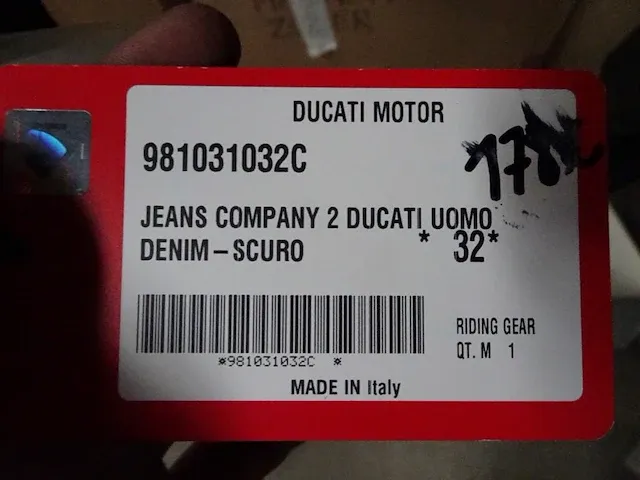 DUCATI MOTOR
981031032C
JEANS COMPANY 2 DUCATI UOMO
DENIM-SCURO * 32*
*981031032C *
RIDING GEAR
QT. M 1
MADE IN Italy